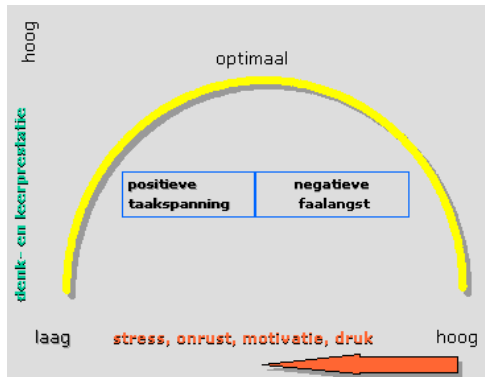 hoog
optimaal
denk- en leerprestatie
positieve
taakspanning
negatieve
faalangst
laag
stress, onrust, motivatie, druk
hoog